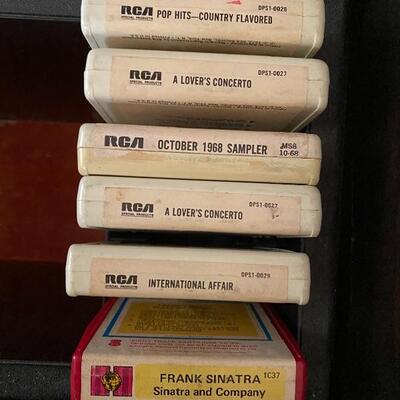 RCA
SPECIAL PRODUCTS
DPS1-0026
POP HITS—COUNTRY FLAVORED
RCA
SPECIAL PRODUCTS
DPS1-0027
A LOVER'S CONCERTO
RCA
OCTOBER 1968 SAMPLER
MS8
10-68
RCA
SPECIAL PRODUCTS
DPS1-0027
A LOVER'S CONCERTO
RCA
SPECIAL PRODUCTS
DPS1-0029
INTERNATIONAL AFFAIR
FRANK SINATRA
1C37
Sinatra and Company